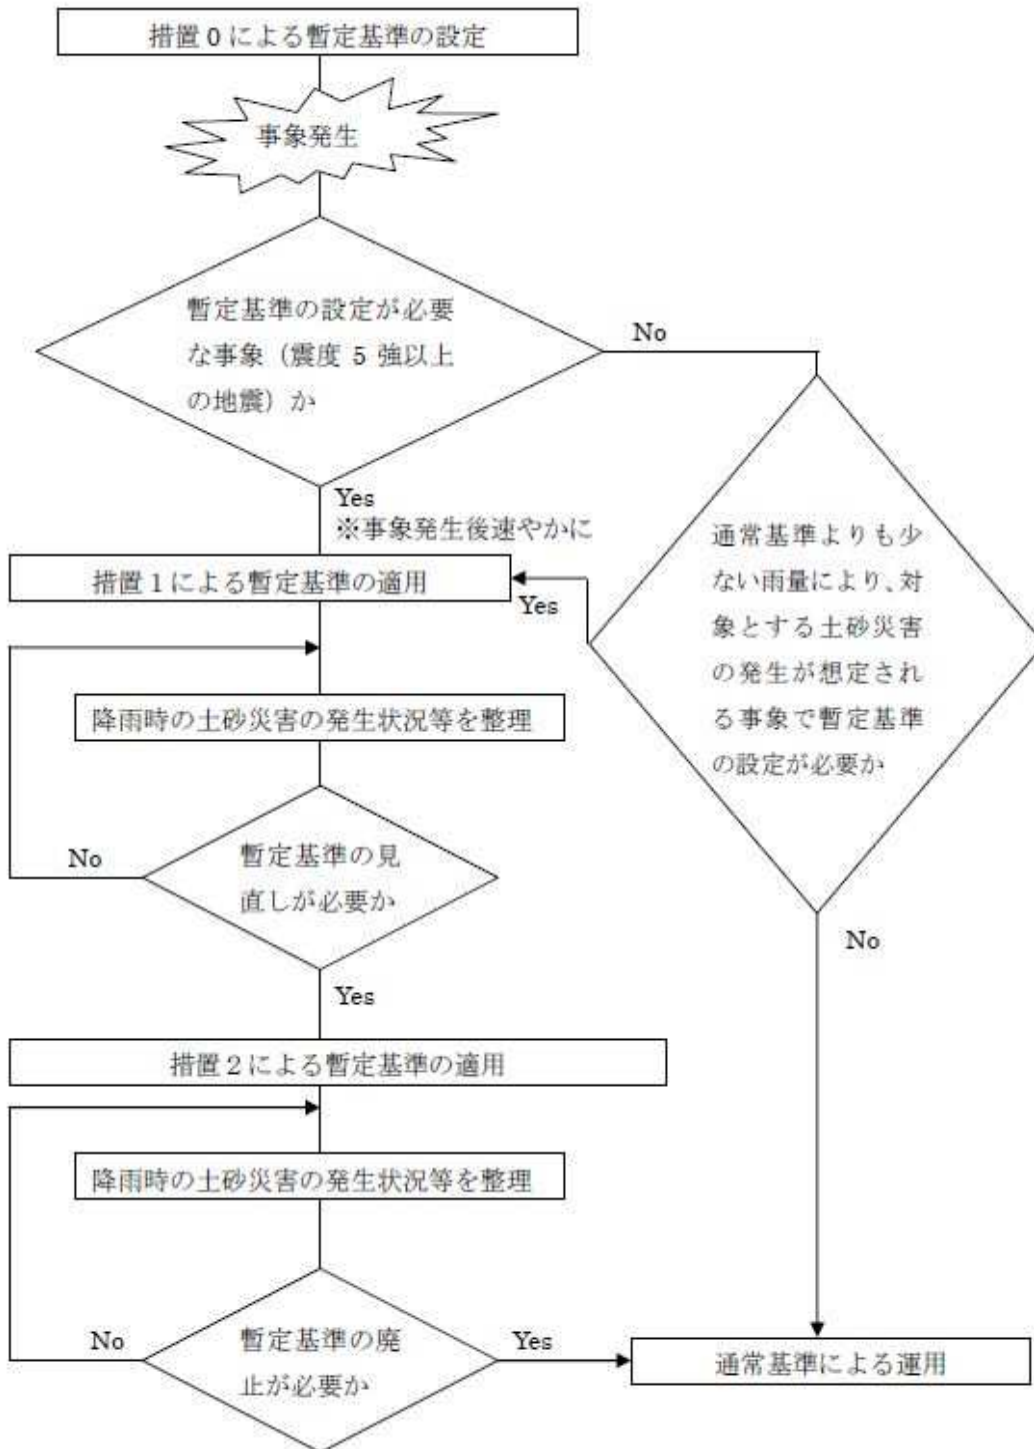 措置0による暫定基準の設定
事象発生
暫定基準の設定が必要
な事象（震度 5 強以上
の地震）か
No
Yes
※事象発生後速やかに
通常基準よりも少
ない雨量により、対
象とする土砂災害
の発生が想定され
る事象で暫定基準
の設定が必要か
措置1による暫定基準の適用
Yes
降雨時の土砂災害の発生状況等を整理
暫定基準の見
直しが必要か
No
No
Yes
措置2による暫定基準の適用
降雨時の土砂災害の発生状況等を整理
暫定基準の廃
止が必要か
No
Yes
通常基準による運用